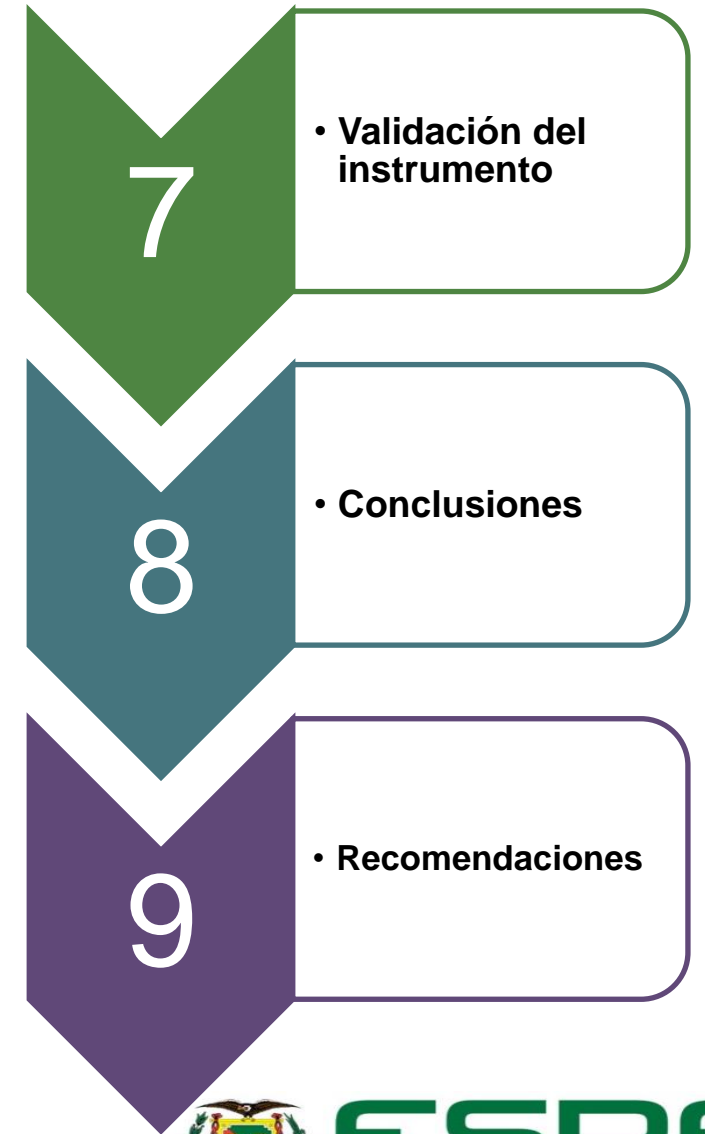 7
• Validación del
instrumento
8
• Conclusiones
9
• Recomendaciones